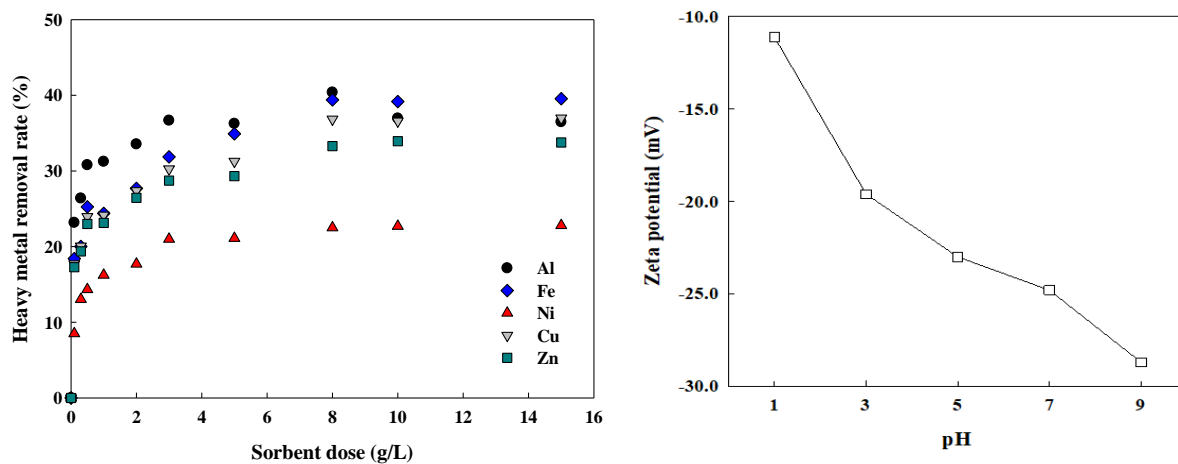 50
40
30
20
10
0
Heavy metal removal rate (%)
Al
Fe
Ni
Cu
Zn
0 2 4 6 8 10 12 14 16
Sorbent dose (g/L)
-10.0
-15.0
-20.0
-25.0
-30.0
Zeta potential (mV)
1 3 5 7 9
pH